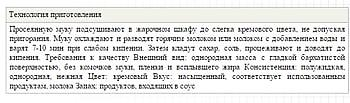 Технология приготовления
Просеянную муку подсушивают в жарочном шкафу до слегка кремового цвета, не допуская
пригорания. Муку охлаждают и разводят горячим молоком или молоком с добавлением воды и
варят 7-10 мин при слабом кипении. Затем кладут сахар, соль, процеживают и доводят до
кипения. Требования к качеству Внешний вид: однородная масса с гладкой бархатистой
поверхностью, без комочков муки, пленки и всплывшего жира Консистенция: полужидкая,
однородная, нежная Цвет: кремовый Вкус: насыщенный, соответствует использованным
продуктам, молока Запах: продуктов, входящих в соус